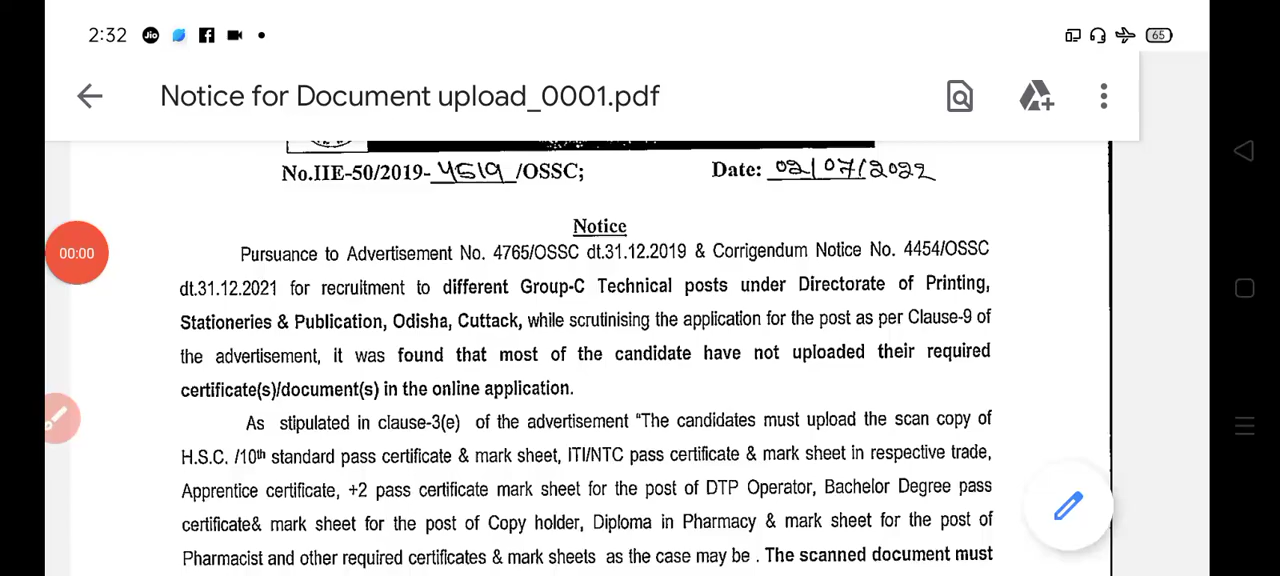 2:32
Jio
65
Notice for Document upload_0001.pdf
No.IIE-50/2019-4519/OSSC; Date: 02/07/2022
Notice
00:00
Pursuance to Advertisement No. 4765/OSSC dt.31.12.2019 & Corrigendum Notice No. 4454/OSSC
dt.31.12.2021 for recruitment to different Group-C Technical posts under Directorate of Printing,
Stationeries & Publication, Odisha, Cuttack, while scrutinising the application for the post as per Clause-9 of
the advertisement, it was found that most of the candidate have not uploaded their required
certificate(s)/document(s) in the online application.
As stipulated in clause-3(e) of the advertisement "The candidates must upload the scan copy of
H.S.C. /10th standard pass certificate & mark sheet, ITI/NTC pass certificate & mark sheet in respective trade,
Apprentice certificate, +2 pass certificate mark sheet for the post of DTP Operator, Bachelor Degree pass
certificate& mark sheet for the post of Copy holder, Diploma in Pharmacy & mark sheet for the post of
Pharmacist and other required certificates & mark sheets as the case may be . The scanned document must